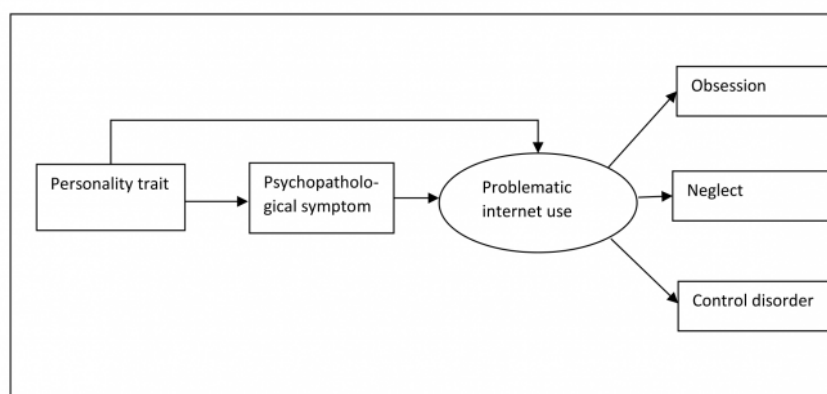 Obsession
Personality trait
Psychopatholo-
gical symptom
Problematic
internet use
Neglect
Control disorder